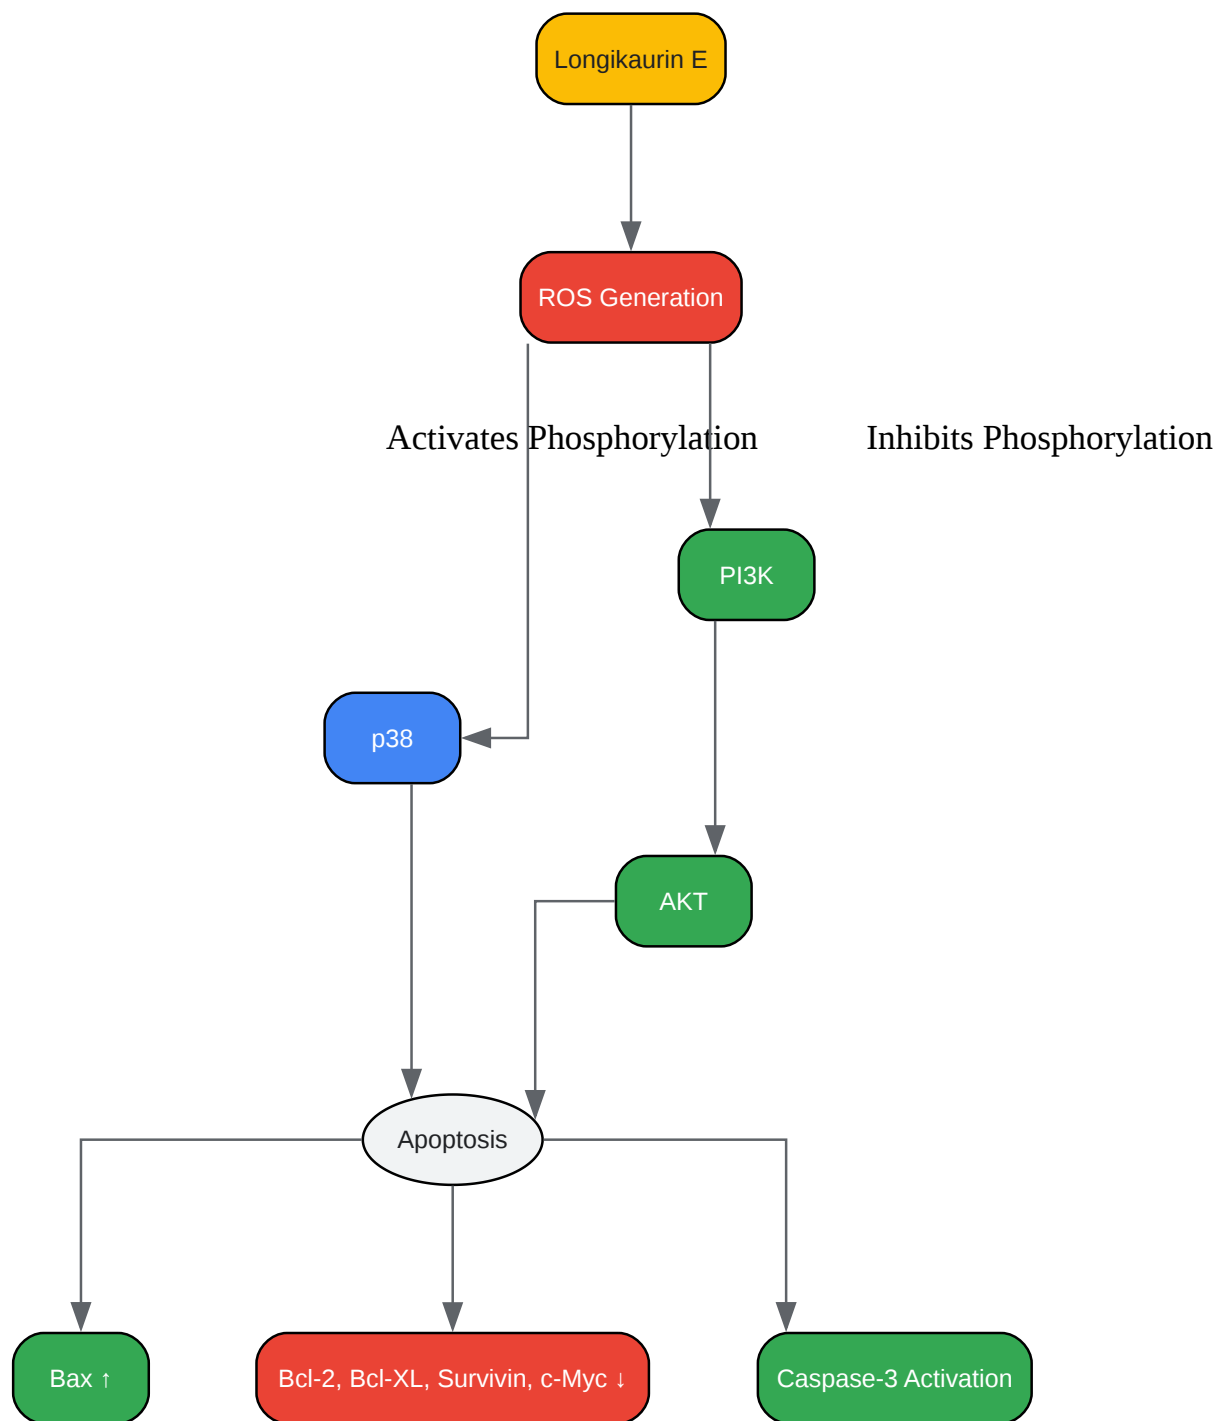 Longikaurin E
ROS Generation
Activates Phosphorylation
Inhibits Phosphorylation
PI3K
p38
AKT
Apoptosis
Bax ↑
Bcl-2, Bcl-XL, Survivin, c-Myc ↓
Caspase-3 Activation